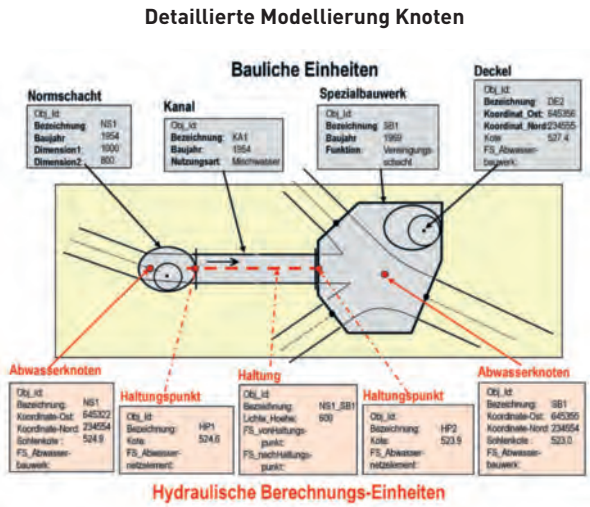 Detaillierte Modellierung Knoten
Bauliche Einheiten
Normschacht
Obj_Id:
Bezeichnung NS1
Baujahr 1954
Dimension1: 1000
Dimension2 800
Kanal
Obj_Id:
Bezeichnung: KA1
Baujahr: 1954
Nutzungsart Mischwasser
Spezialbauwerk
Obj_Id:
Bezeichnung SB1
Baujahr 1969
Funktion: Vereinigungs-
schacht
Deckel
Obj_Id:
Bezeichnung: DE2
Koordinat_Ost: 645356
Koordinat_Nord: 234555
Kote: 527.4
FS_Abwasser-
bauwerk:
Abwasserknoten
Obj_Id:
Bezeichnung: NS1
Koordinate-Ost: 645322
Koordinate-Nord: 234554
Sohlenkote : 524.9
FS_Abwasser-
bauwerk:
Haltungspunkt
Obj_Id:
Bezeichnung: HP1
Kote: 524.6
FS_Abwasser-
netzelement:
Haltung
Obj_Id:
Bezeichnung: NS1_SB1
Lichte_Hoehe: 600
FS_vonHaltungs-
punkt:
FS_nachHaltungs-
punkt:
Haltungspunkt
Obj_Id:
Bezeichnung: HP2
Kote: 523.9
FS_Abwasser-
netzelement:
Abwasserknoten
Obj_Id:
Bezeichnung: SB1
Koordinate-Ost: 645355
Koordinate-Nord: 234554
Sohlenkote: 523.0
FS_Abwasser-
bauwerk:
Hydraulische Berechnungs-Einheiten